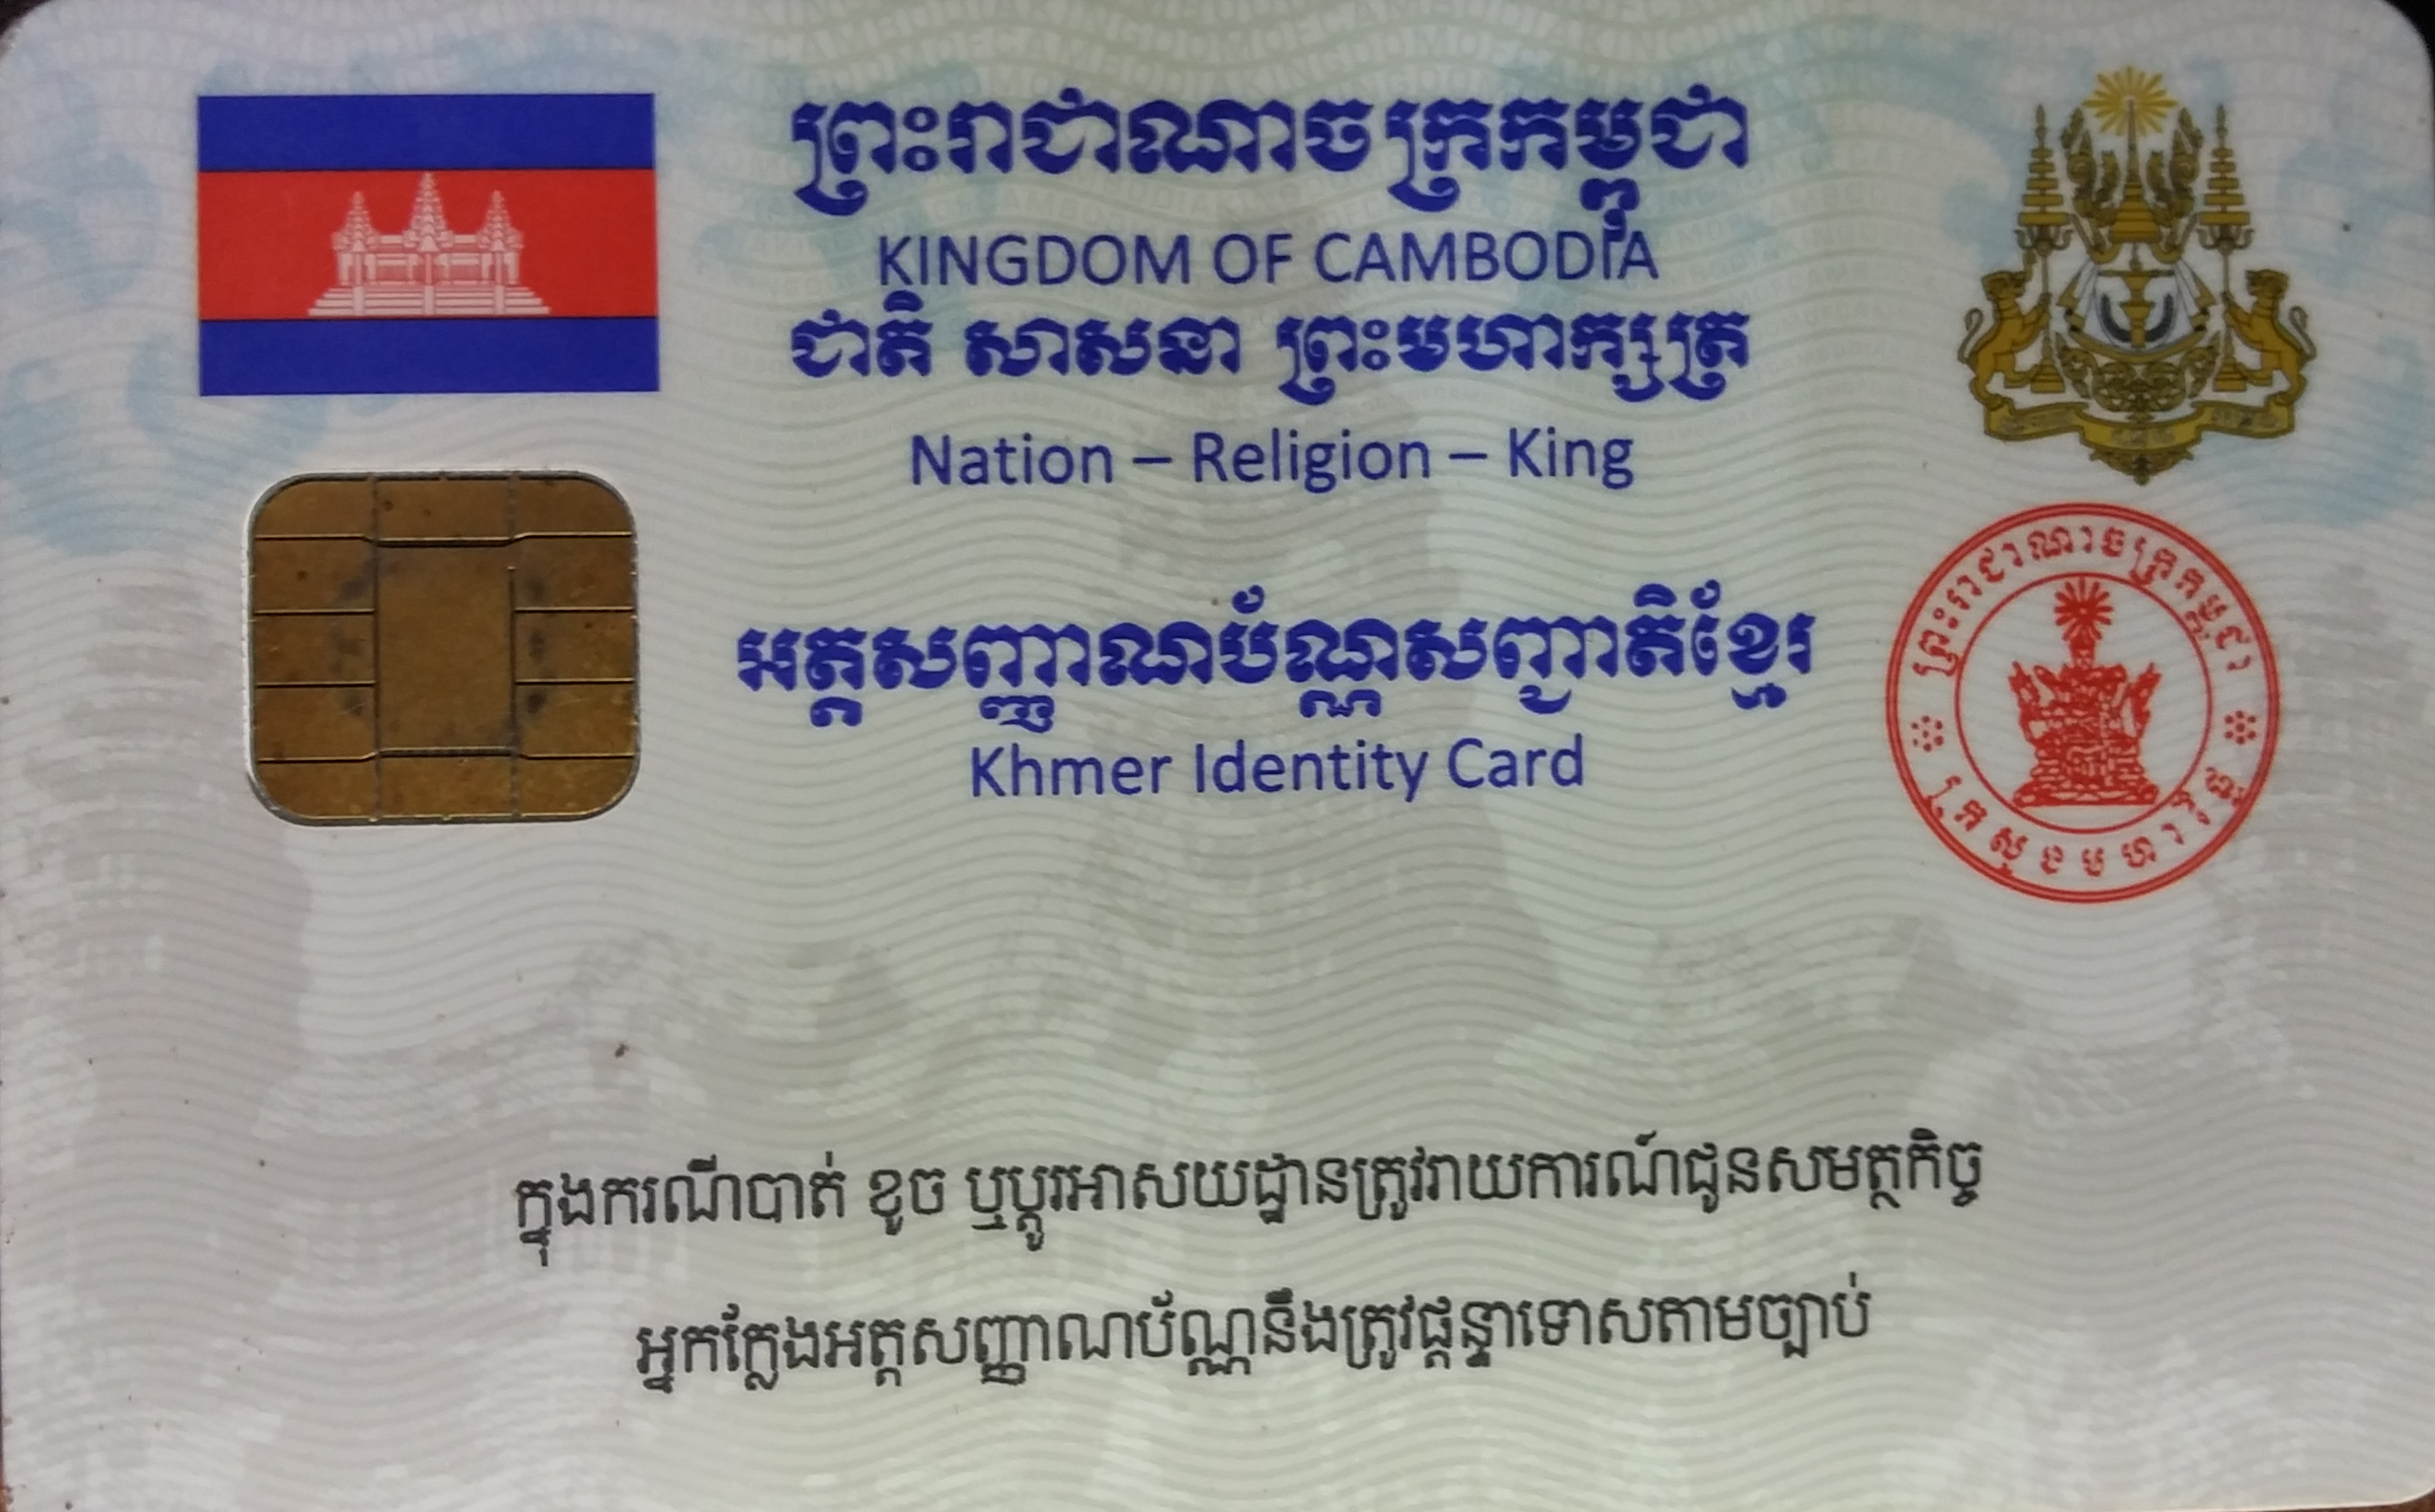 ព្រះរាជាណាចក្រកម្ពុជា
KINGDOM OF CAMBODIA
ជាតិ សាសនា ព្រះមហាក្សត្រ
Nation – Religion – King
ព្រះរាជាណាចក្រកម្ពុជា
អត្តសញ្ញាណប័ណ្ណសញ្ជាតិខ្មែរ
Khmer Identity Card
ក្រសួងមហាផ្ទៃ
ក្នុងករណីបាត់ ខូច ឬប្តូរអាសយដ្ឋានត្រូវរាយការណ៍ជូនសមត្ថកិច្ច
អ្នកក្លែងអត្តសញ្ញាណប័ណ្ណនឹងត្រូវផ្តន្ទាទោសតាមច្បាប់